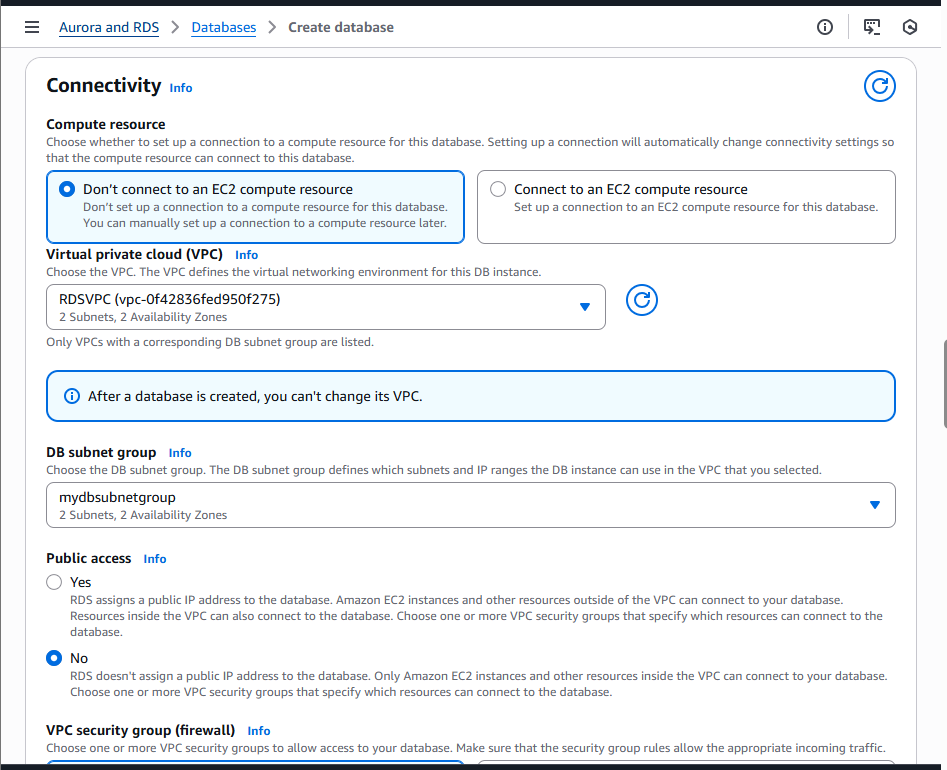 Aurora and RDS > Databases > Create database
Connectivity Info
Compute resource
Choose whether to set up a connection to a compute resource for this database. Setting up a connection will automatically change connectivity settings so
that the compute resource can connect to this database.
Don't connect to an EC2 compute resource
Don't set up a connection to a compute resource for this database.
You can manually set up a connection to a compute resource later.
Connect to an EC2 compute resource
Set up a connection to an EC2 compute resource for this database.
Virtual private cloud (VPC) Info
Choose the VPC. The VPC defines the virtual networking environment for this DB instance.
RDSVPC (vpc-0f42836fed950f275)
2 Subnets, 2 Availability Zones
Only VPCs with a corresponding DB subnet group are listed.
After a database is created, you can't change its VPC.
DB subnet group Info
Choose the DB subnet group. The DB subnet group defines which subnets and IP ranges the DB instance can use in the VPC that you selected.
mydbsubnetgroup
2 Subnets, 2 Availability Zones
Public access Info
Yes
RDS assigns a public IP address to the database. Amazon EC2 instances and other resources outside of the VPC can connect to your database.
Resources inside the VPC can also connect to the database. Choose one or more VPC security groups that specify which resources can connect to the
database.
No
RDS doesn't assign a public IP address to the database. Only Amazon EC2 instances and other resources inside the VPC can connect to your database.
Choose one or more VPC security groups that specify which resources can connect to the database.
VPC security group (firewall) Info
Choose one or more VPC security groups to allow access to your database. Make sure that the security group rules allow the appropriate incoming traffic.